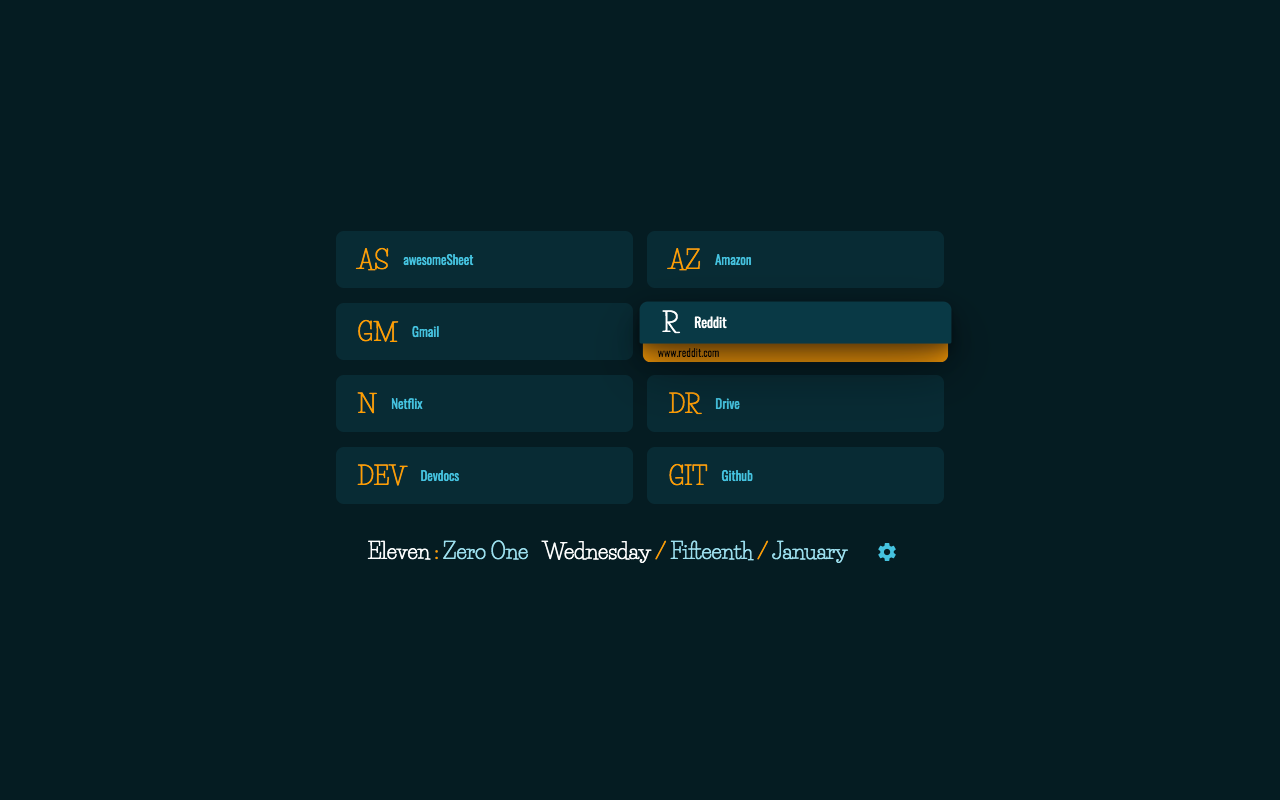 AS awesomeSheet
AZ Amazon
GM Gmail
R Reddit
www.reddit.com
N Netflix
DR Drive
DEV Devdocs
GIT Github
Eleven : Zero One Wednesday / Fifteenth / January